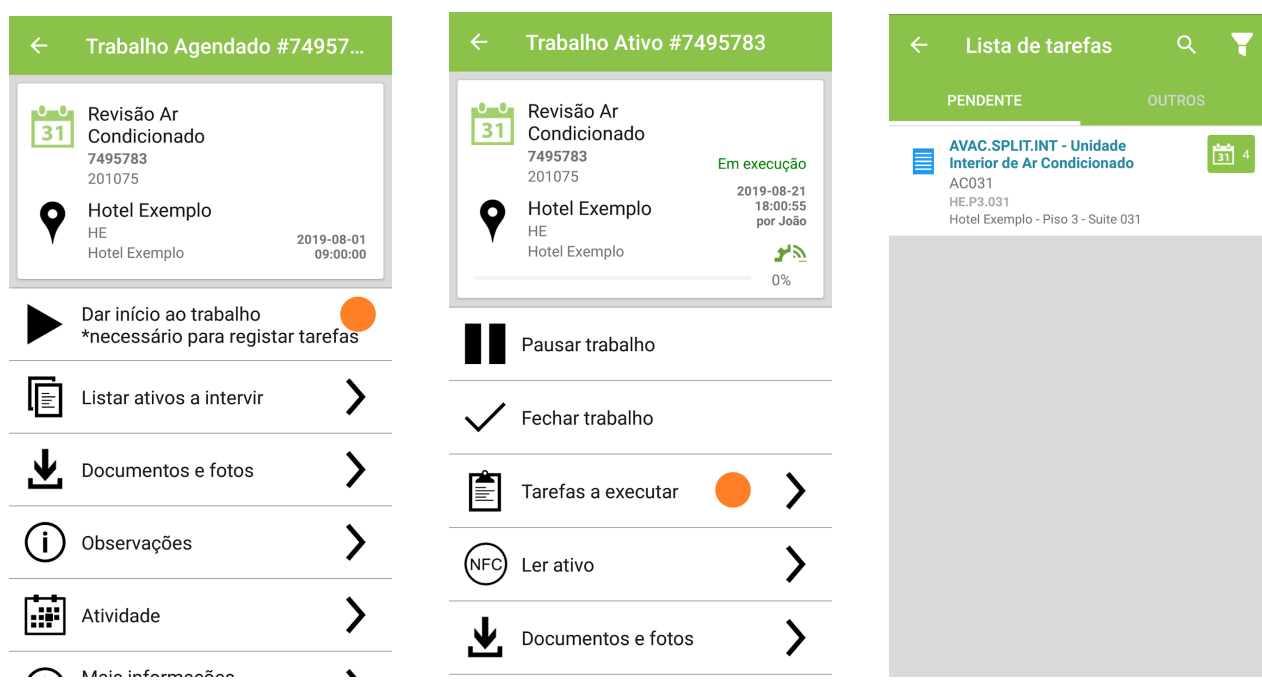 Trabalho Agendado #74957...
31
Revisão Ar
Condicionado
7495783
201075
Hotel Exemplo
HE
Hotel Exemplo
2019-08-01
09:00:00
Dar início ao trabalho
*necessário para registar tarefas
Listar ativos a intervir
Documentos e fotos
Observações
Atividade
Mais informações
Trabalho Ativo #7495783
31
Revisão Ar
Condicionado
7495783
201075
Em execução
2019-08-21
18:00:55
por João
Hotel Exemplo
HE
Hotel Exemplo
0%
Pausar trabalho
Fechar trabalho
Tarefas a executar
NFC
Ler ativo
Documentos e fotos
Lista de tarefas
PENDENTE
OUTROS
AVAC.SPLIT.INT - Unidade
Interior de Ar Condicionado
31 4
AC031
HE.P3.031
Hotel Exemplo - Piso 3 - Suite 031